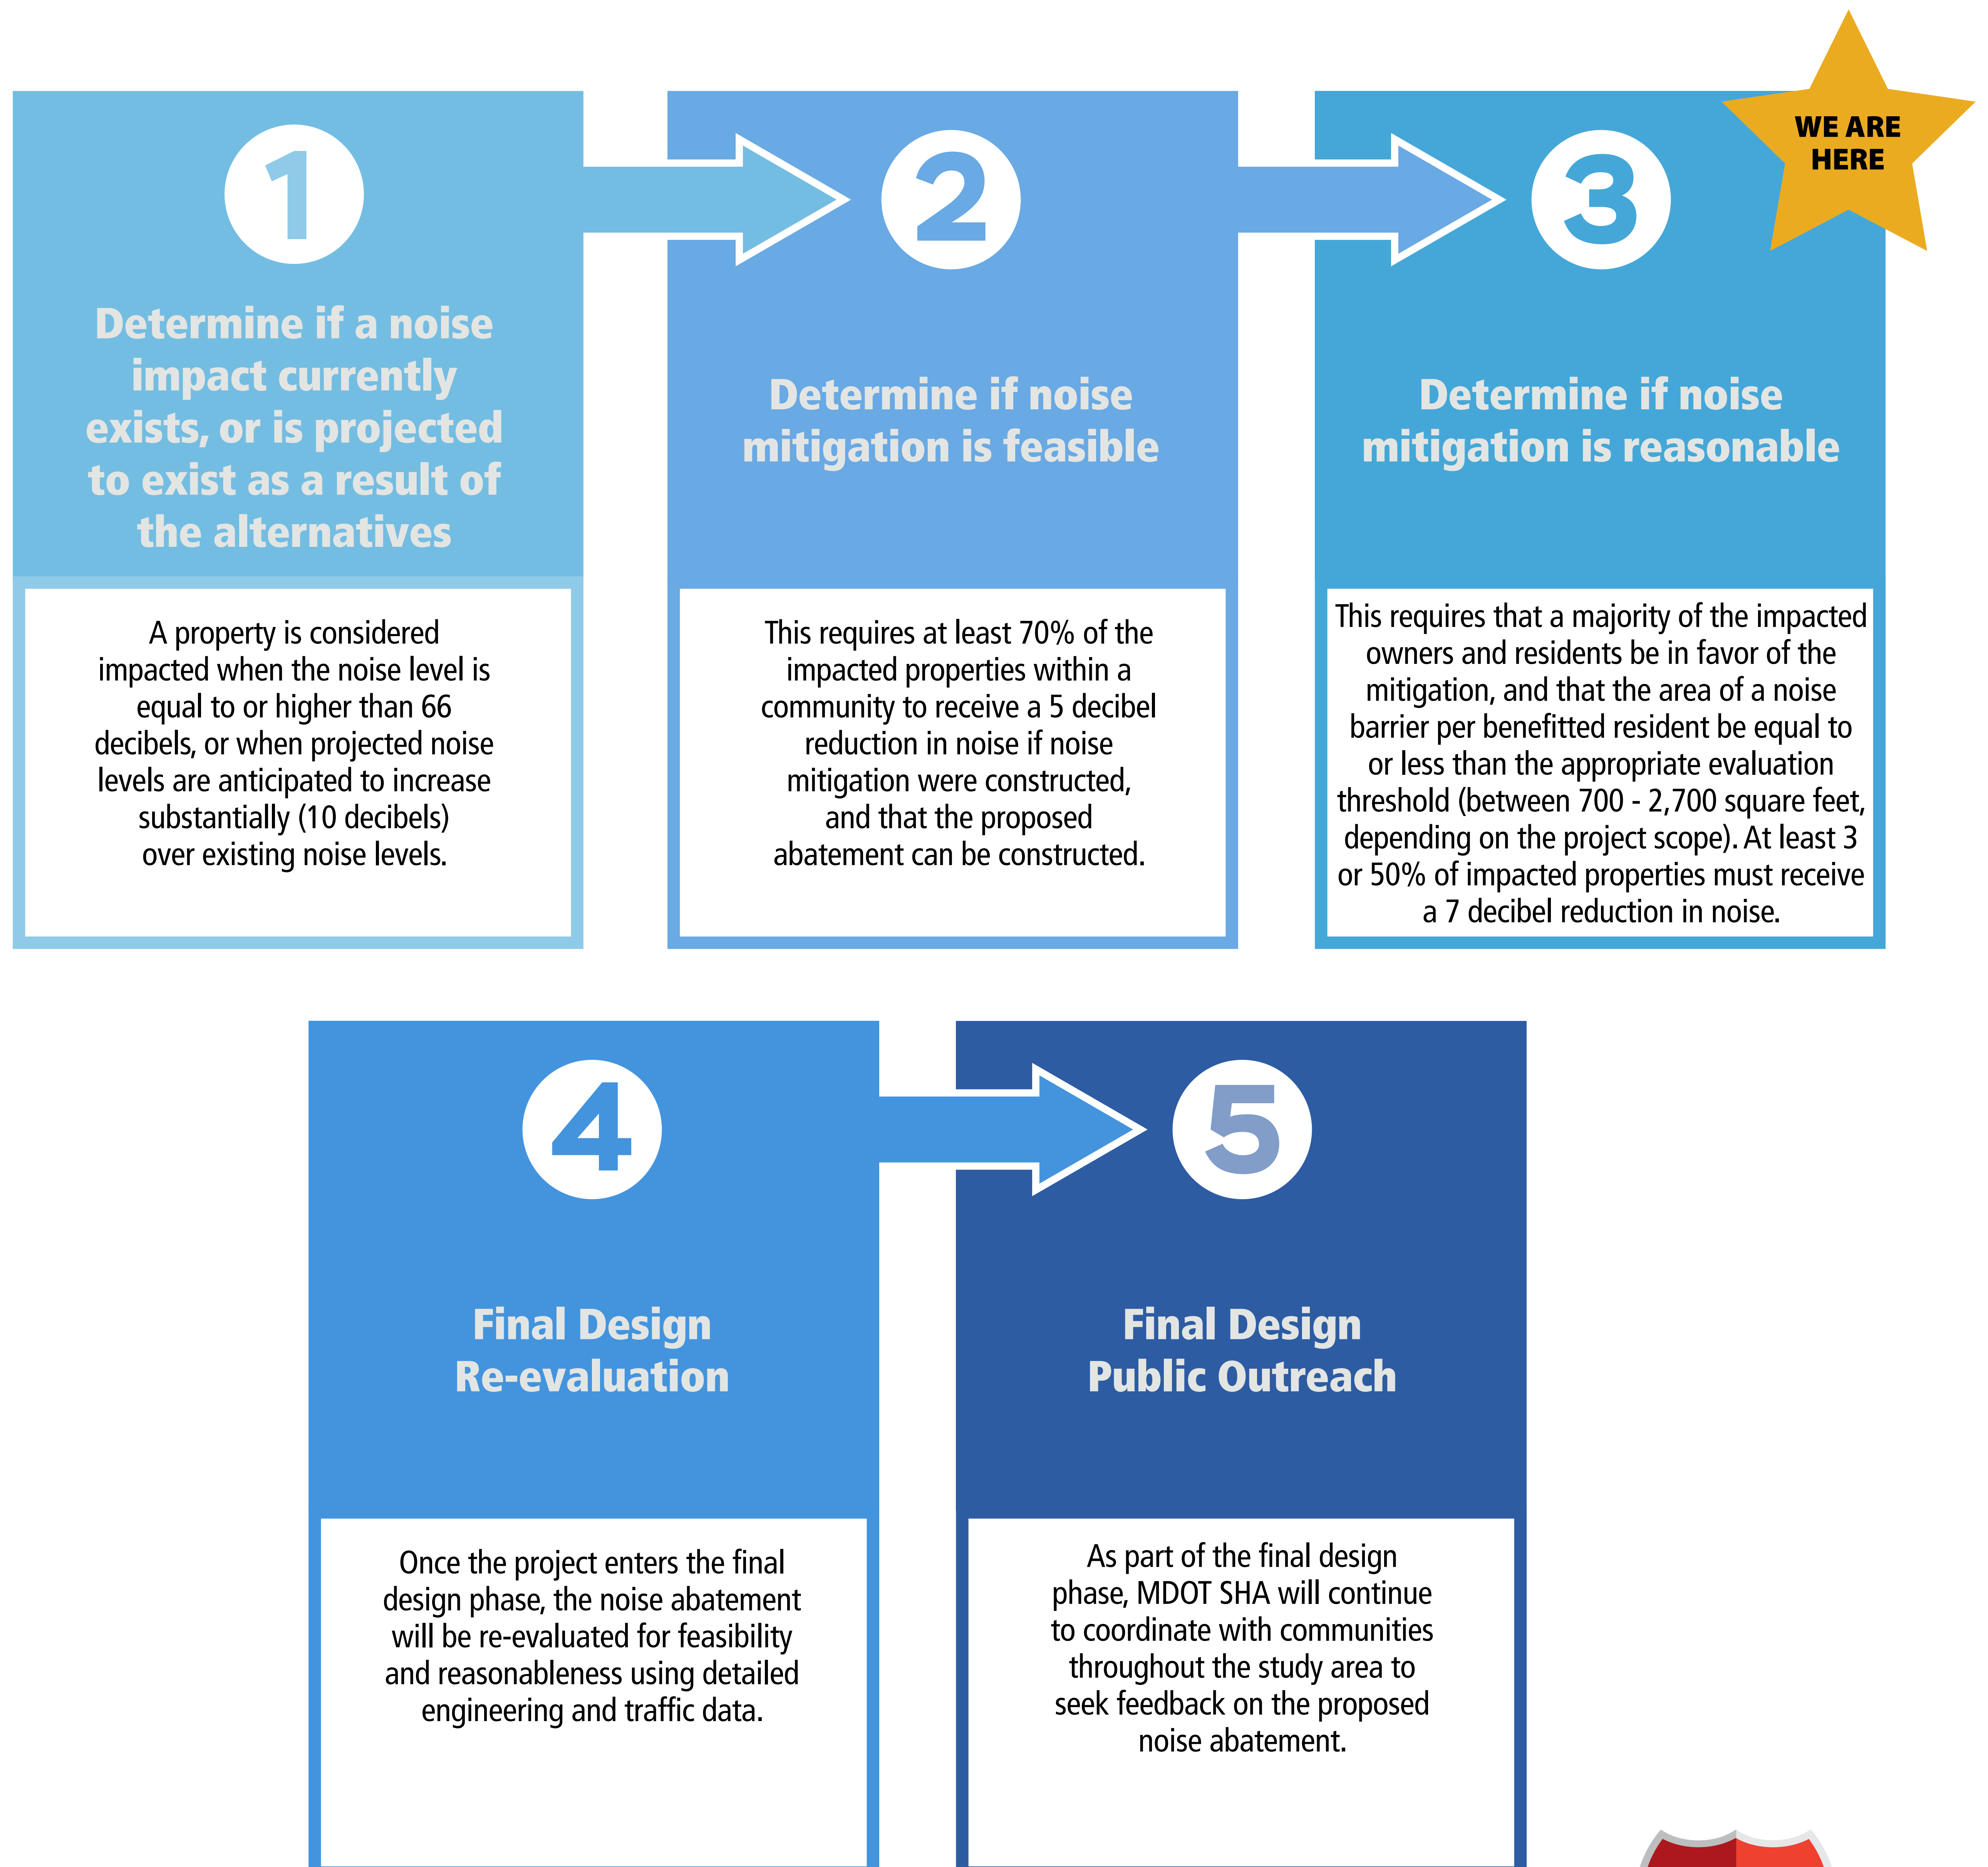 WE ARE
HERE
1
Determine if a noise
impact currently
exists, or is projected
to exist as a result of
the alternatives
A property is considered
impacted when the noise level is
equal to or higher than 66
decibels, or when projected noise
levels are anticipated to increase
substantially (10 decibels)
over existing noise levels.
2
Determine if noise
mitigation is feasible
This requires at least 70% of the
impacted properties within a
community to receive a 5 decibel
reduction in noise if noise
mitigation were constructed,
and that the proposed
abatement can be constructed.
3
Determine if noise
mitigation is reasonable
This requires that a majority of the impacted
owners and residents be in favor of the
mitigation, and that the area of a noise
barrier per benefitted resident be equal to
or less than the appropriate evaluation
threshold (between 700 - 2,700 square feet,
depending on the project scope). At least 3
or 50% of impacted properties must receive
a 7 decibel reduction in noise.
4
Final Design
Re-evaluation
Once the project enters the final
design phase, the noise abatement
will be re-evaluated for feasibility
and reasonableness using detailed
engineering and traffic data.
5
Final Design
Public Outreach
As part of the final design
phase, MDOT SHA will continue
to coordinate with communities
throughout the study area to
seek feedback on the proposed
noise abatement.